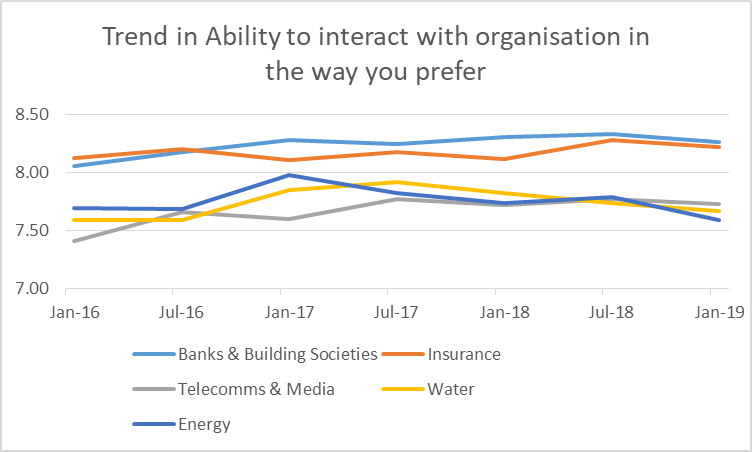 Trend in Ability to interact with organisation in
the way you prefer
8.50
8.00
7.50
7.00
Jan-16 Jul-16 Jan-17 Jul-17 Jan-18 Jul-18 Jan-19
Banks & Building Societies Insurance
Telecomms & Media Water
Energy